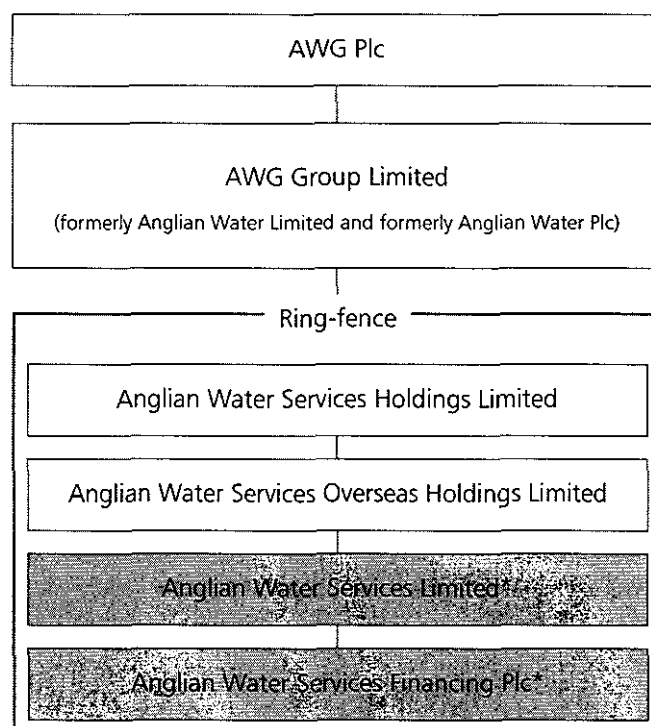 AWG Plc
AWG Group Limited
(formerly Anglian Water Limited and formerly Anglian Water Plc)
Ring-fence
Anglian Water Services Holdings Limited
Anglian Water Services Overseas Holdings Limited
Anglian Water Services Limited*
Anglian Water Services Financing Plc*